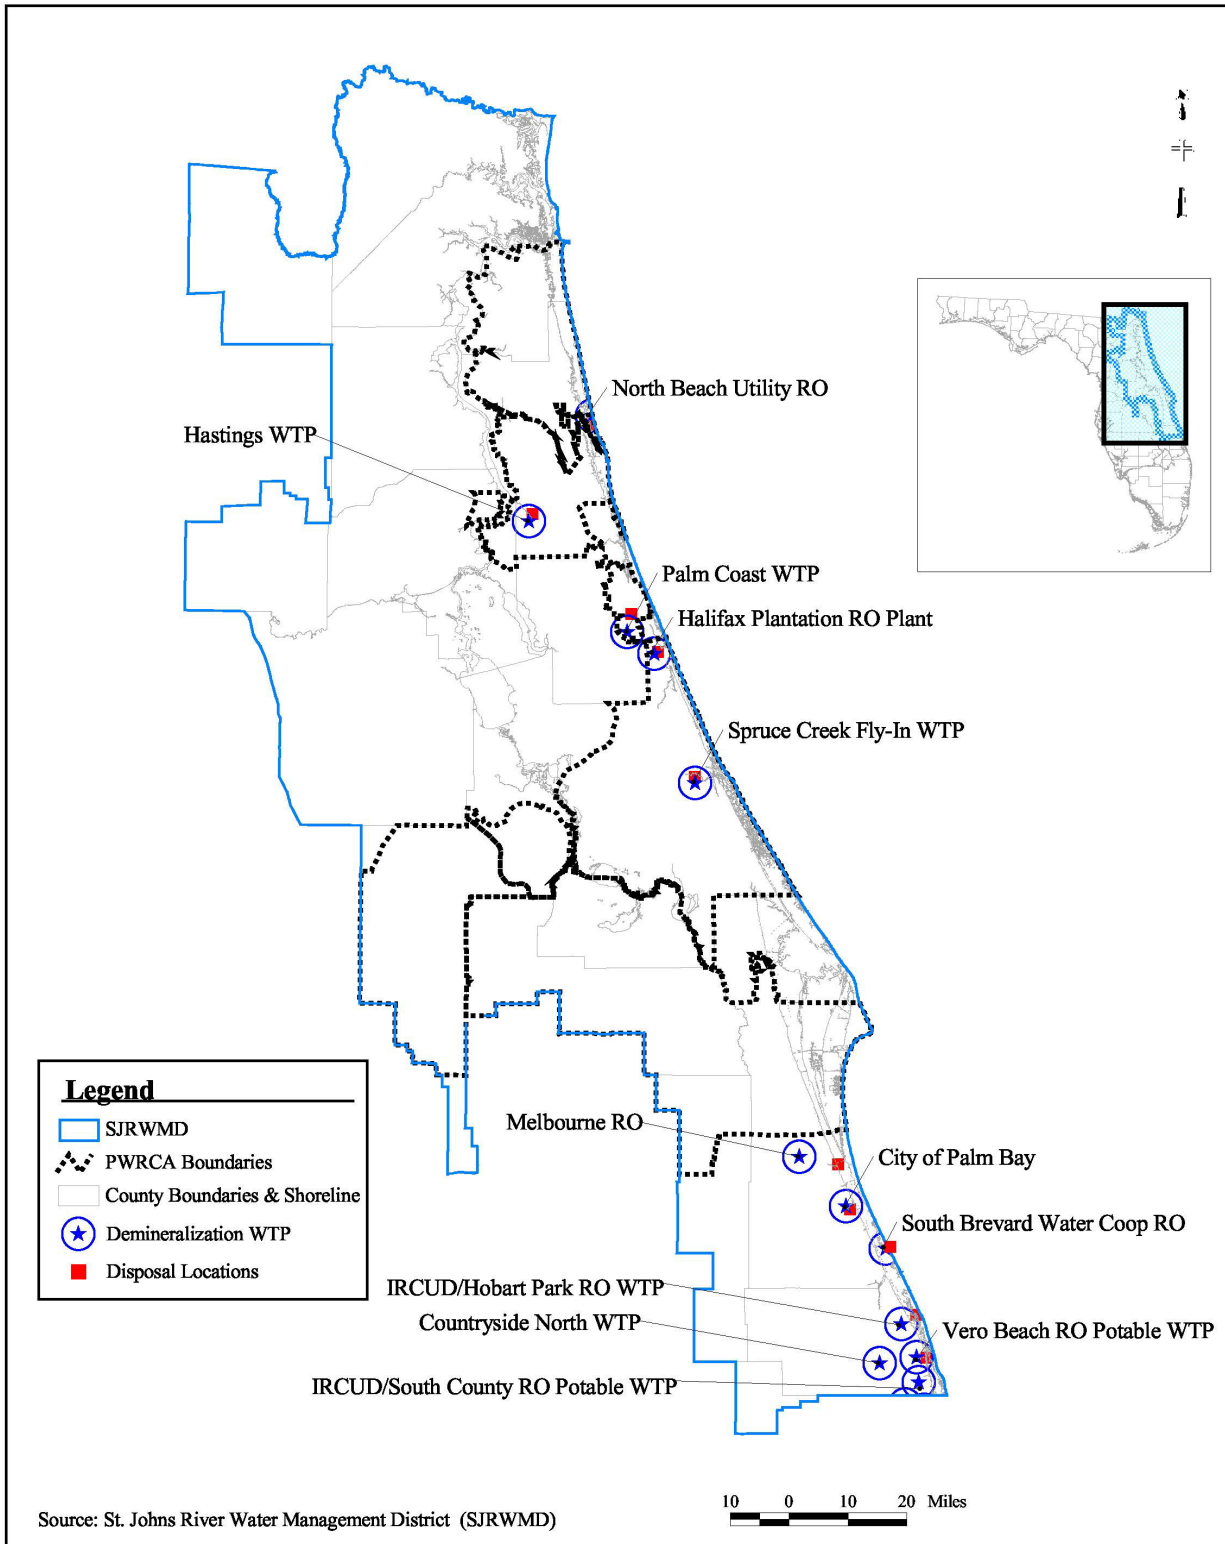 North Beach Utility RO
Hastings WTP
Palm Coast WTP
Halifax Plantation RO Plant
Spruce Creek Fly-In WTP
Legend
SJRWMD
PWRCA Boundaries
County Boundaries & Shoreline
Demineralization WTP
Disposal Locations
Melbourne RO
City of Palm Bay
South Brevard Water Coop RO
IRCUD/Hobart Park RO WTP
Countryside North WTP
Vero Beach RO Potable WTP
IRCUD/South County RO Potable WTP
10 0 10 20 Miles
Source: St. Johns River Water Management District (SJRWMD)